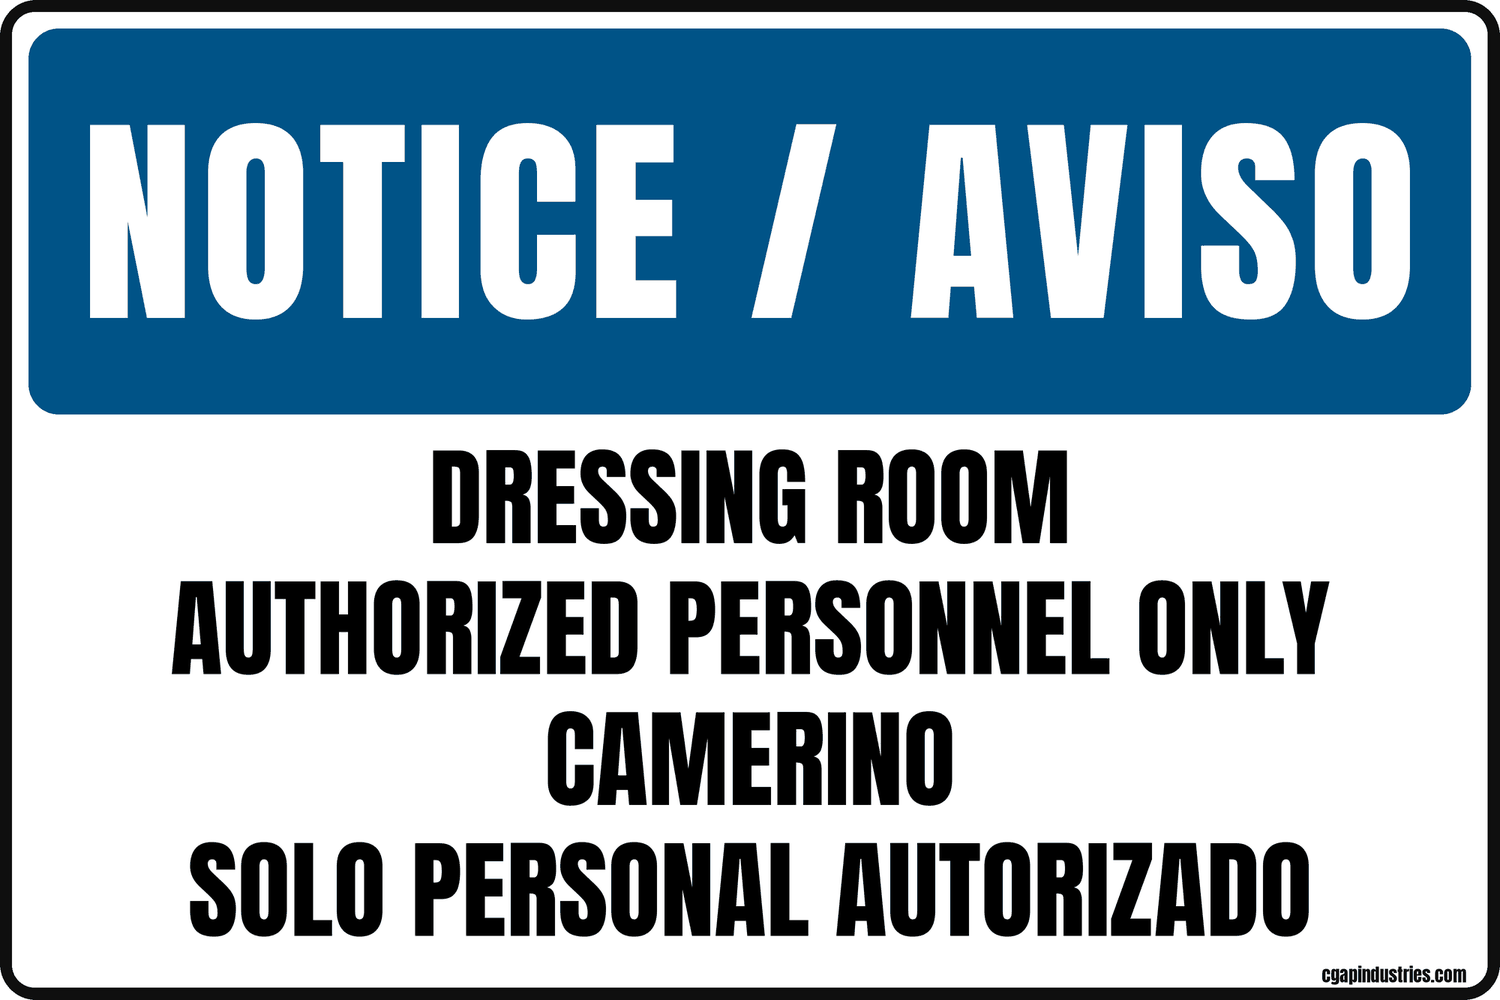 NOTICE / AVISO
DRESSING ROOM
AUTHORIZED PERSONNEL ONLY
CAMERINO
SOLO PERSONAL AUTORIZADO
cgapindustries.com